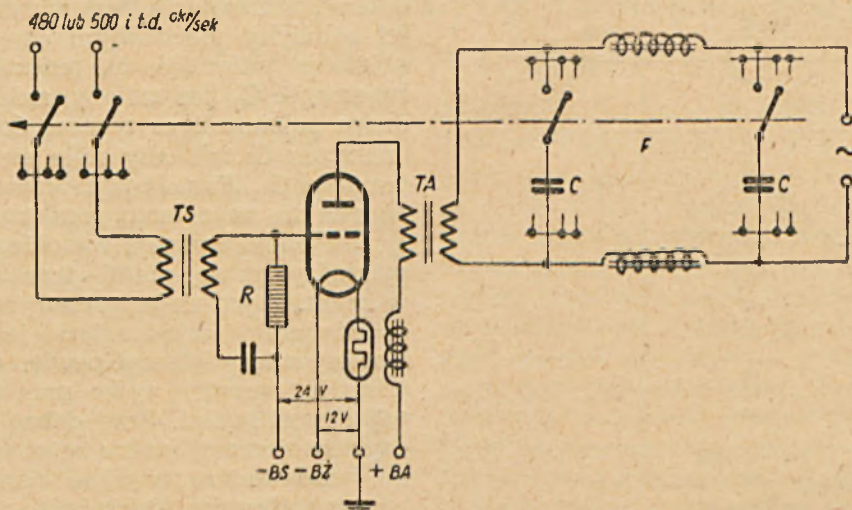 480 lub 500 i t.d. okr/sek
TS
TA
F
C
C
~
R
24 V
12 V
-BS -BŻ + BA